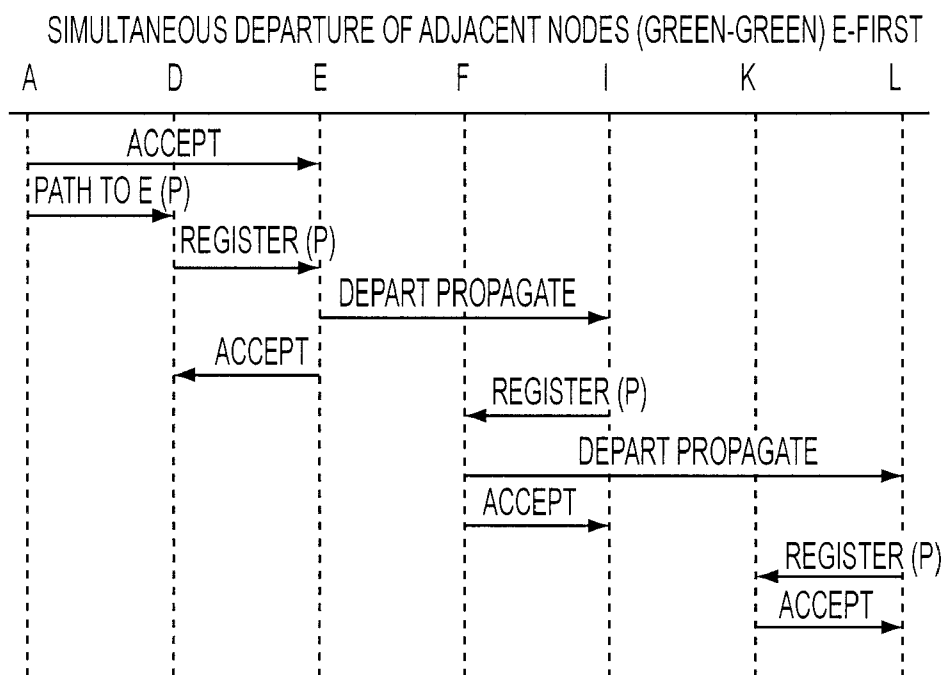 SIMULTANEOUS DEPARTURE OF ADJACENT NODES (GREEN-GREEN) E-FIRST
A D E F I K L
ACCEPT
PATH TO E (P)
REGISTER (P)
DEPART PROPAGATE
ACCEPT
REGISTER (P)
DEPART PROPAGATE
ACCEPT
REGISTER (P)
ACCEPT